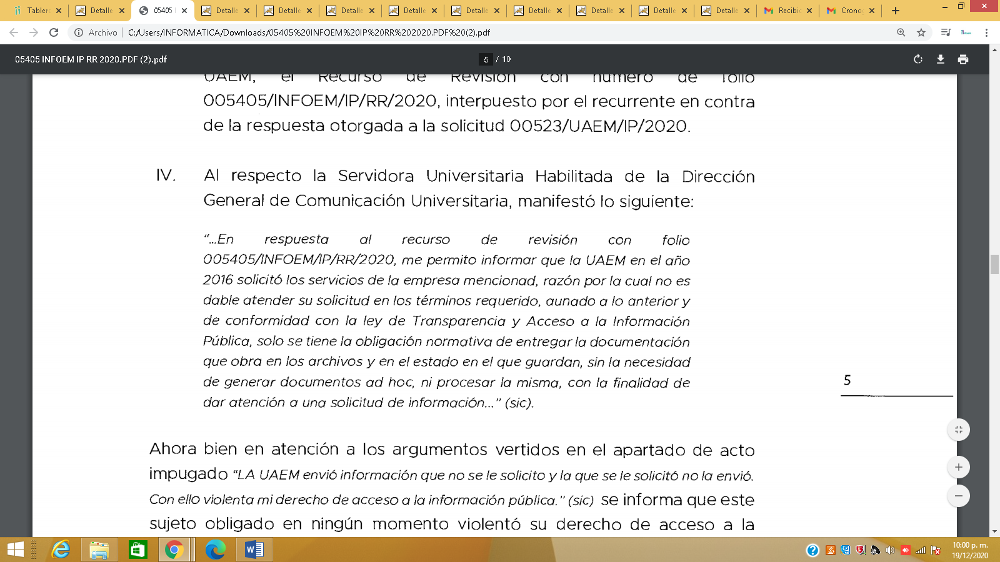 Tablero
Detalle
05405
Detalle
Detalle
Detalle
Detalle
Detalle
Detalle
Detalle
Detalle
Detalle
Recibid
Crono
Archivo | C:/Users/INFORMATICA/Downloads/05405%20INFOEM%20IP%20RR%202020.PDF%20(2).pdf
05405 INFOEM IP RR 2020.PDF (2).pdf
5 / 10
UAEM, el Recurso de Revisión con número de folio
005405/INFOEM/IP/RR/2020, interpuesto por el recurrente en contra
de la respuesta otorgada a la solicitud 00523/UAEM/IP/2020.
IV. Al respecto la Servidora Universitaria Habilitada de la Dirección
General de Comunicación Universitaria, manifestó lo siguiente:
“...En respuesta al recurso de revisión con folio
005405/INFOEM/IP/RR/2020, me permito informar que la UAEM en el año
2016 solicitó los servicios de la empresa mencionad, razón por la cual no es
dable atender su solicitud en los términos requerido, aunado a lo anterior y
de conformidad con la ley de Transparencia y Acceso a la Información
Pública, solo se tiene la obligación normativa de entregar la documentación
que obra en los archivos y en el estado en el que guardan, sin la necesidad
de generar documentos ad hoc, ni procesar la misma, con la finalidad de
dar atención a una solicitud de información...” (sic).
5
Ahora bien en atención a los argumentos vertidos en el apartado de acto
impugado “LA UAEM envió información que no se le solicito y la que se le solicitó no la envió.
Con ello violenta mi derecho de acceso a la información pública.” (sic) se informa que este
sujeto obligado en ningún momento violentó su derecho de acceso a la
10:00 p. m.
19/12/2020